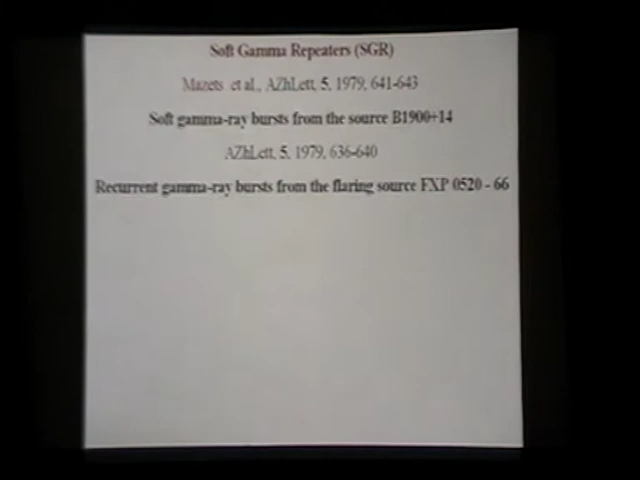 Soft Gamma Repeaters (SGR)
Mazets et al., AZhLett, 5, 1979, 641-643
Soft gamma-ray bursts from the source B1900+14
AZhLett, 5, 1979, 636-640
Recurrent gamma-ray bursts from the flaring source FXP 0520 - 66